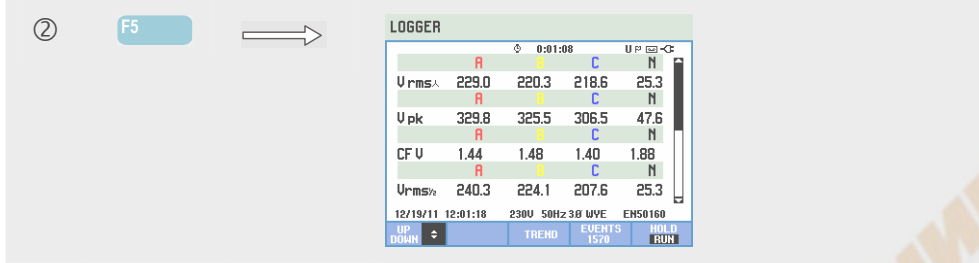 ② F5
LOGGER
0:01:08 U
A B C N
V rms 229.0 220.3 218.6 25.3
A B C N
V pk 329.8 325.5 306.5 47.6
A B C N
CF V 1.44 1.48 1.40 1.88
A B C N
Vrms½ 240.3 224.1 207.6 25.3
12/19/11 12:01:18 230V 50Hz 3Ø WYE EN50160
UP DOWN TREND EVENTS 1570 HOLD RUN